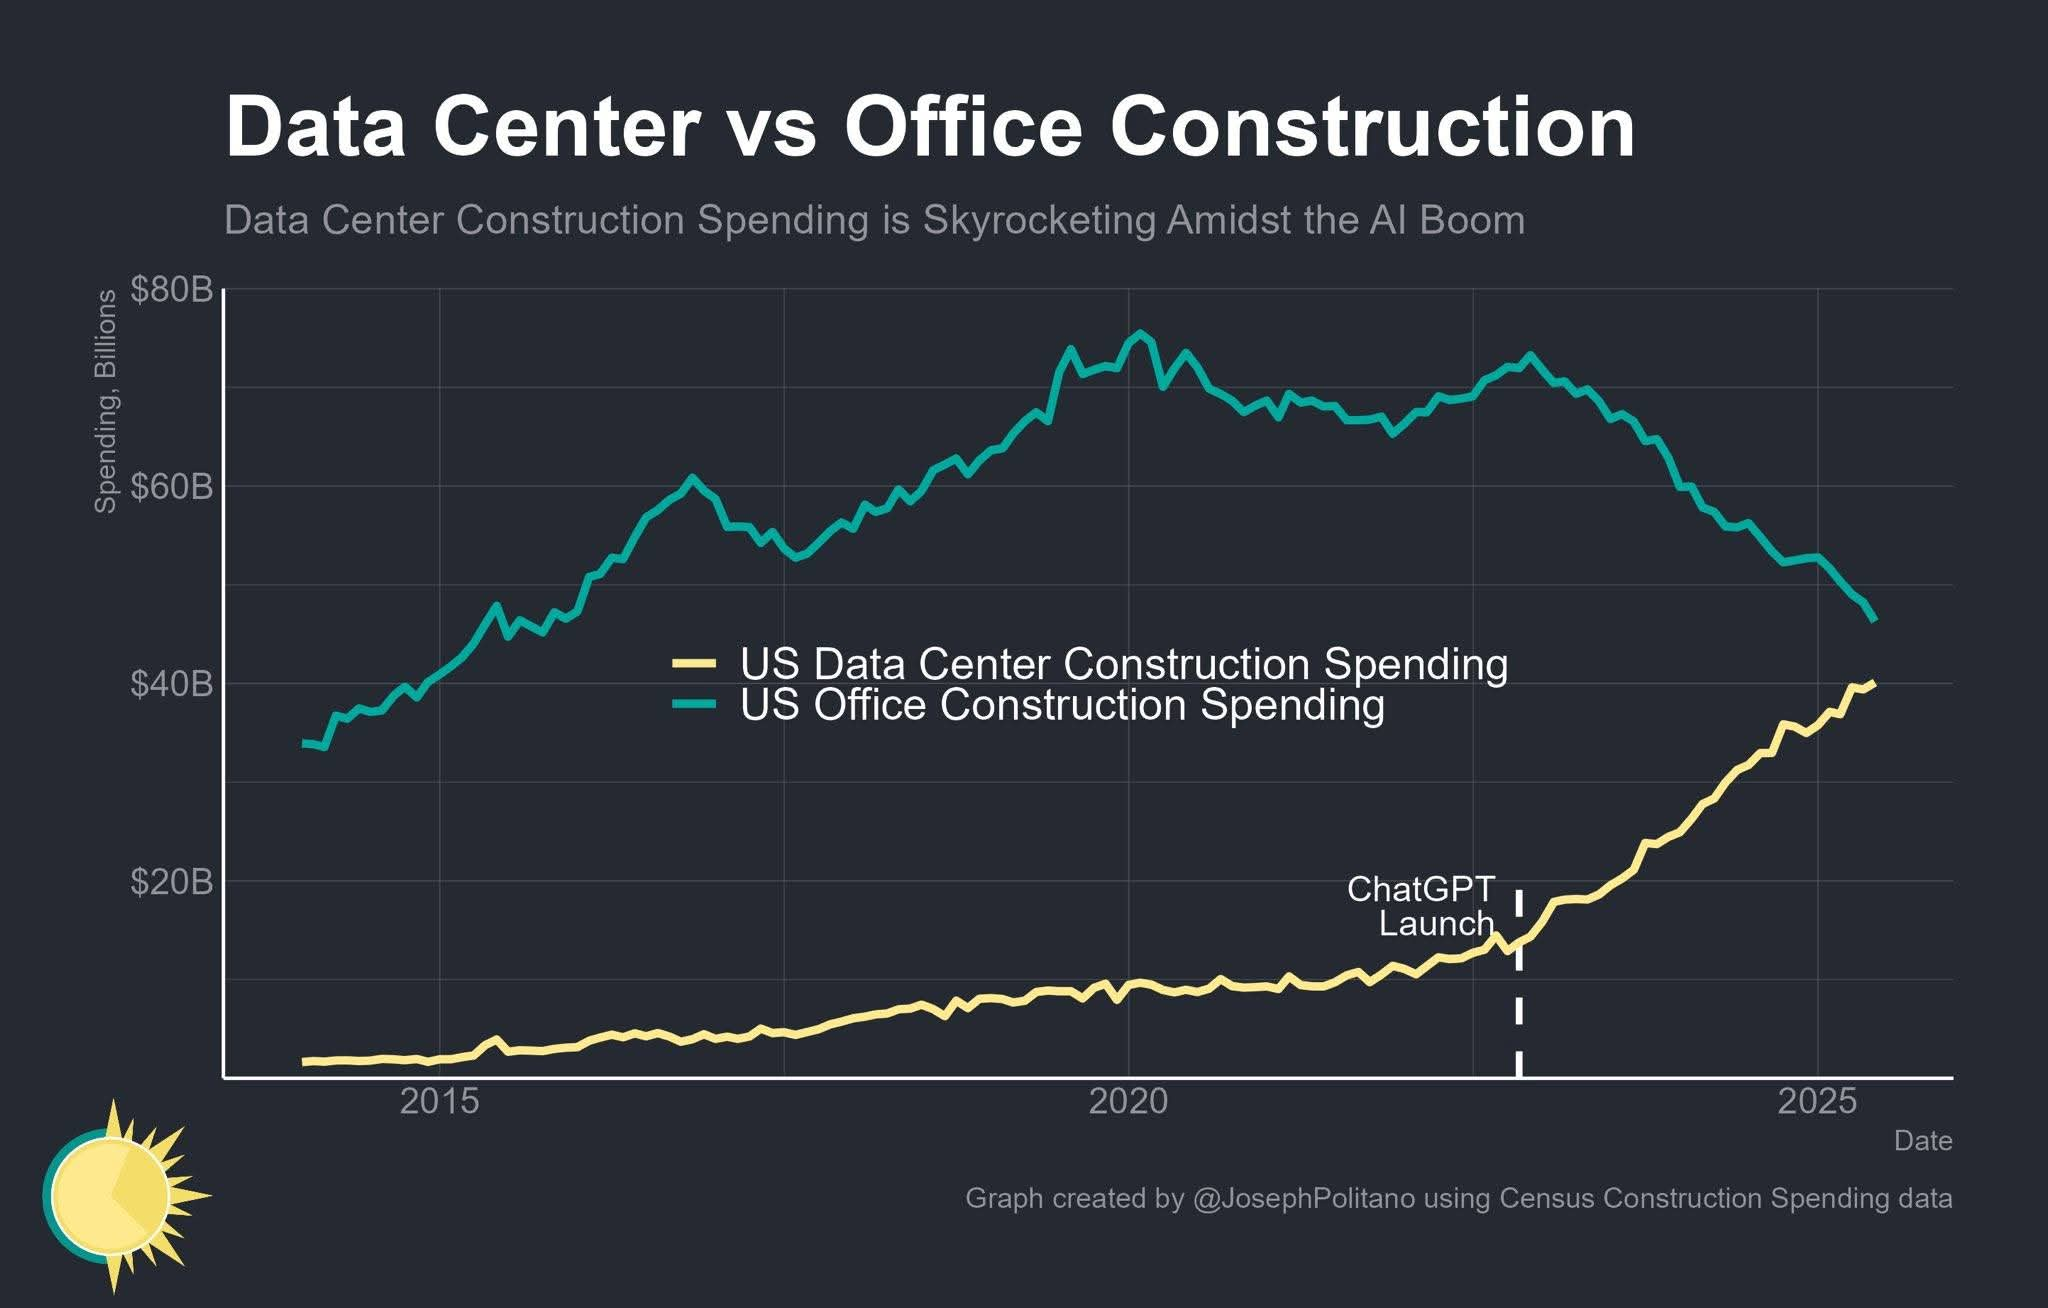 Data Center vs Office Construction
Data Center Construction Spending is Skyrocketing Amidst the AI Boom
Spending, Billions
$80B
$60B
$40B
$20B
US Data Center Construction Spending
US Office Construction Spending
ChatGPT
Launch
2015
2020
2025
Date
Graph created by @JosephPolitano using Census Construction Spending data